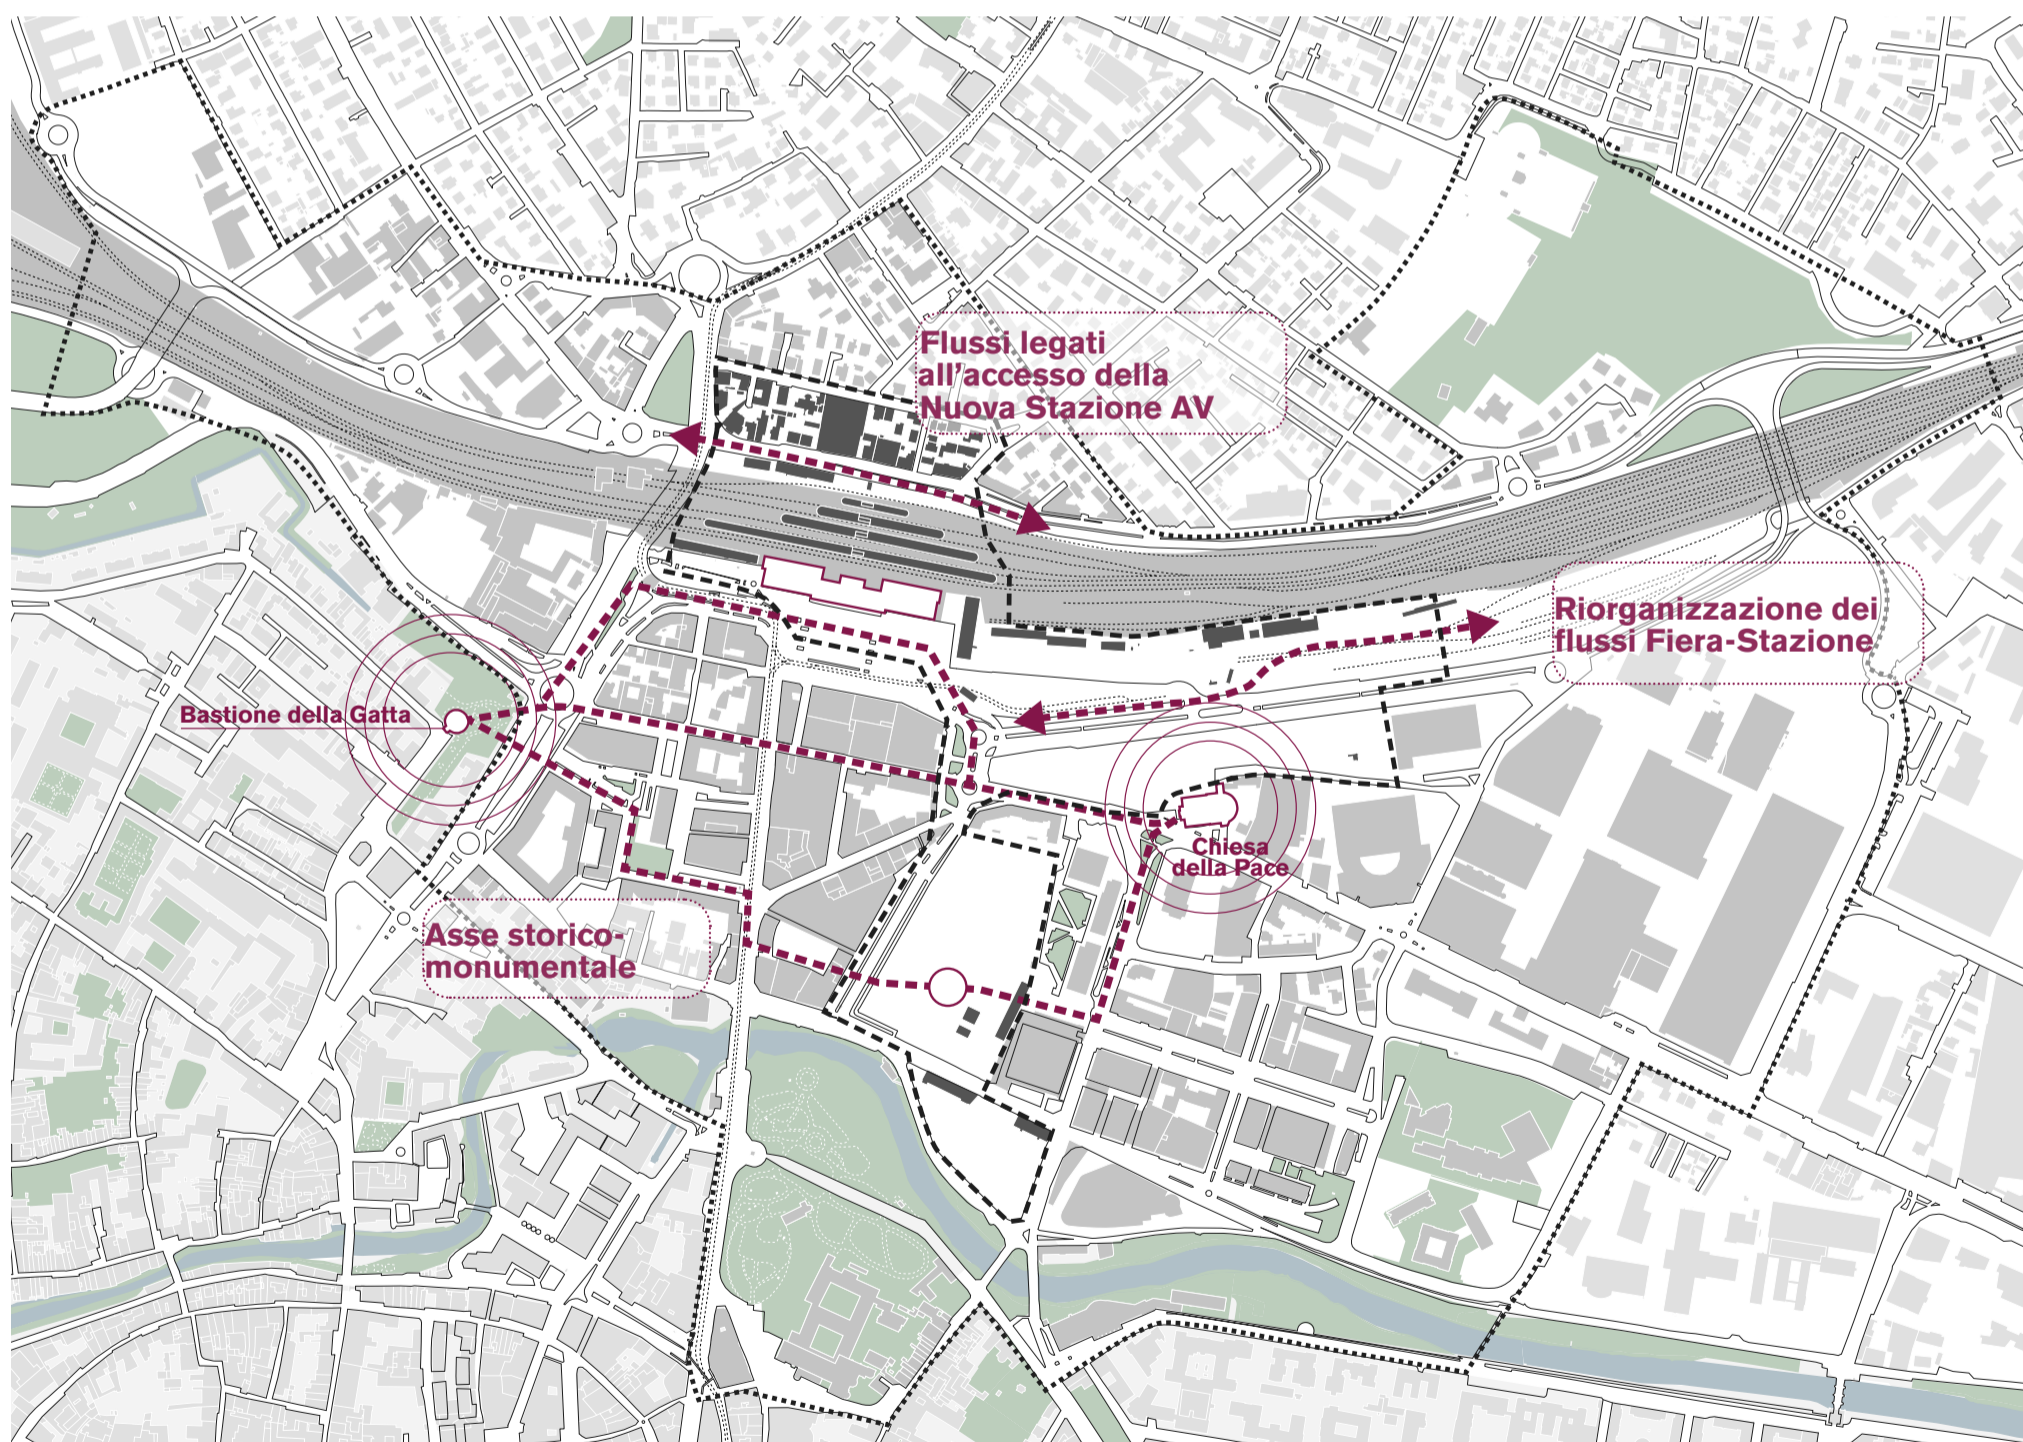 Flussi legati
all'accesso della
Nuova Stazione AV
Riorganizzazione dei
flussi Fiera-Stazione
Bastione della Gatta
Chiesa
della Pace
Asse storico-
monumentale